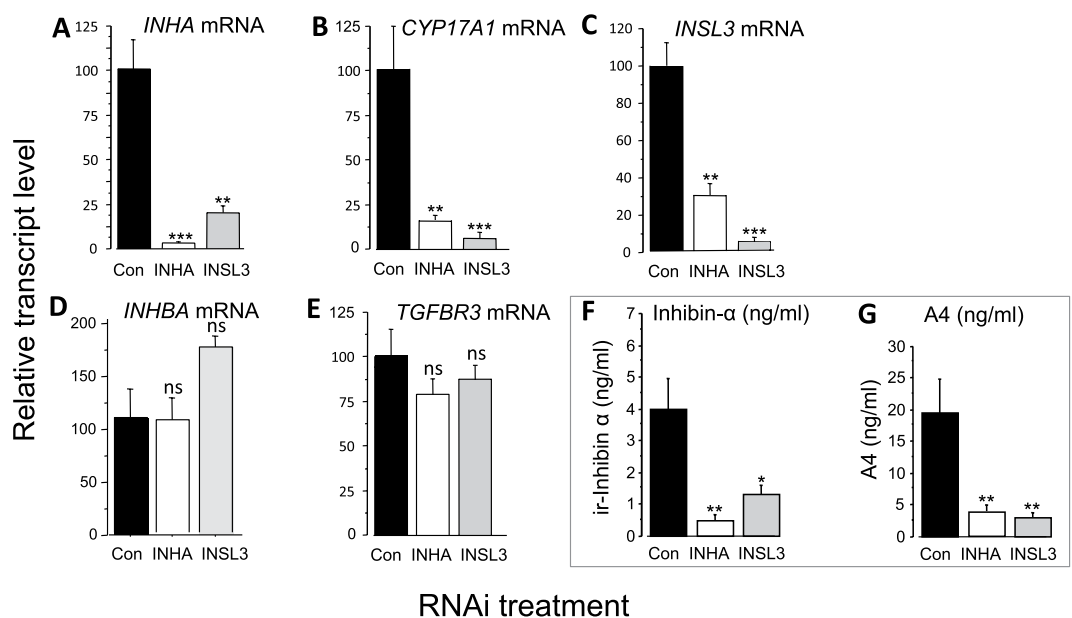 Relative transcript level
A
INHA mRNA
125
100
75
50
25
0
***
**
Con INHA INSL3
B
CYP17A1 mRNA
125
100
75
50
25
0
**
***
Con INHA INSL3
C
INSL3 mRNA
120
100
80
60
40
20
0
**
***
Con INHA INSL3
D
INHBA mRNA
200
150
100
50
0
ns
ns
Con INHA INSL3
E
TGFBR3 mRNA
125
100
75
50
25
0
ns
ns
Con INHA INSL3
F
Inhibin-α (ng/ml)
ir-Inhibin α (ng/ml)
7
6
5
4
3
2
1
0
**
*
Con INHA INSL3
G
A4 (ng/ml)
A4 (ng/ml)
30
25
20
15
10
5
0
**
**
Con INHA INSL3
RNAi treatment